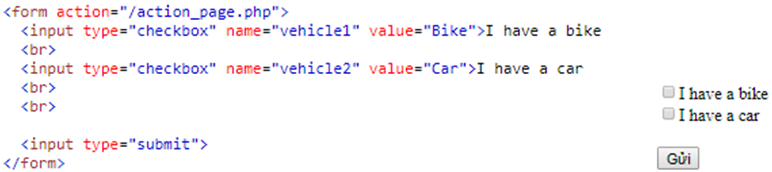 <form action="/action_page.php">
<input type="checkbox" name="vehicle1" value="Bike">I have a bike
<br>
<input type="checkbox" name="vehicle2" value="Car">I have a car
<br>
<br>
<input type="submit">
</form>
I have a bike
I have a car
Gửi